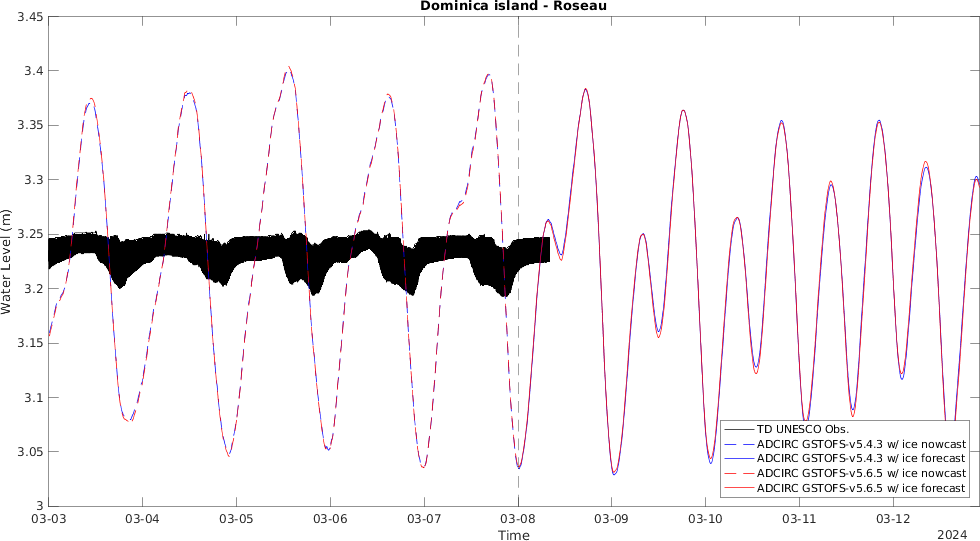 Dominica island - Roseau
3.45
3.4
3.35
3.3
3.25
3.2
3.15
3.1
3.05
3
Water Level (m)
TD UNESCO Obs.
ADCIRC GSTOFS-v5.4.3 w/ ice nowcast
ADCIRC GSTOFS-v5.4.3 w/ ice forecast
ADCIRC GSTOFS-v5.6.5 w/ ice nowcast
ADCIRC GSTOFS-v5.6.5 w/ ice forecast
03-03 03-04 03-05 03-06 03-07 03-08 03-09 03-10 03-11 03-12
Time
2024